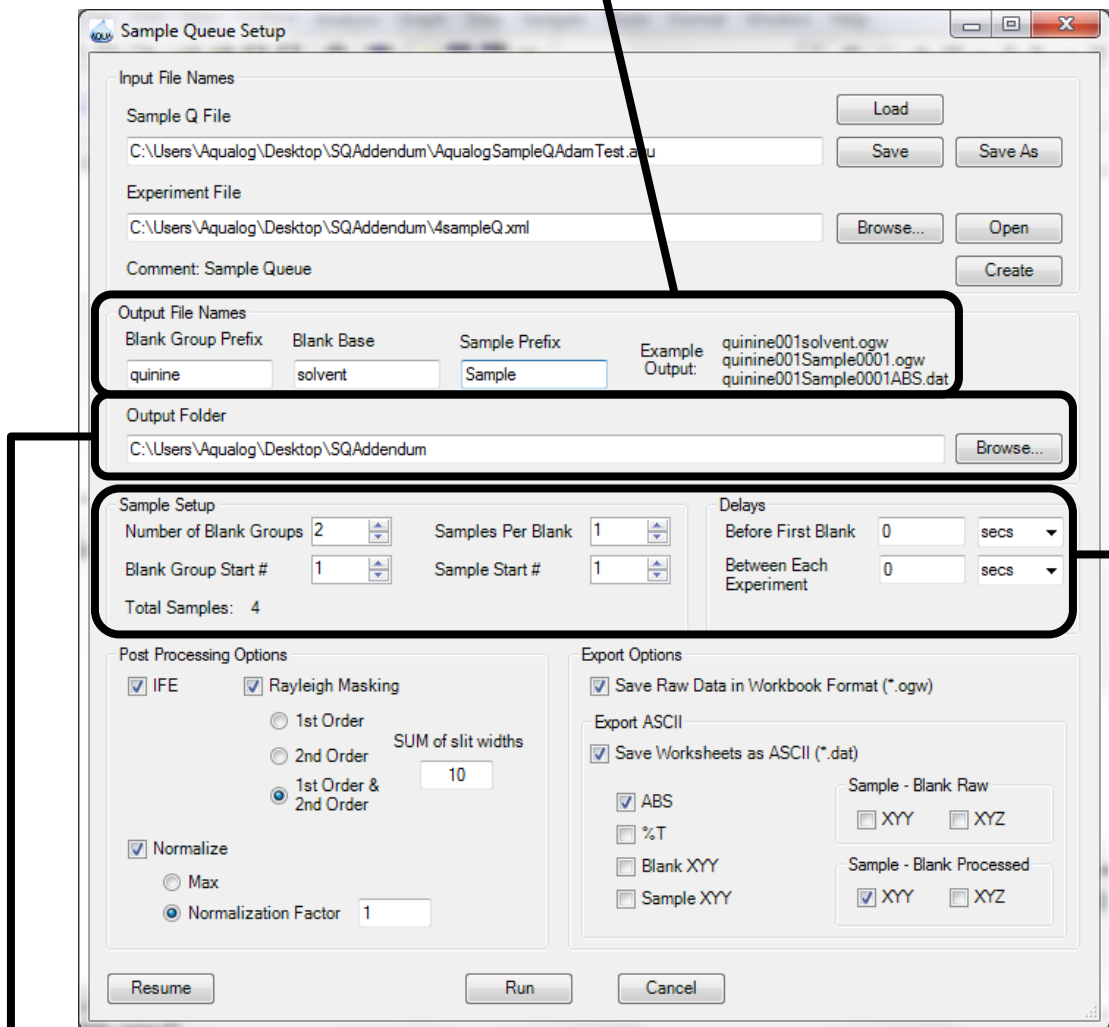 AQUA
Sample Queue Setup
Input File Names
Sample Q File
Load
C:\Users\Aqualog\Desktop\SQAddendum\AqualogSampleQAdamTest.
Save
Save As
Experiment File
C:\Users\Aqualog\Desktop\SQAddendum\4sampleQ.xml
Browse...
Open
Comment: Sample Queue
Create
Output File Names
Blank Group Prefix
Blank Base
Sample Prefix
Example
Output:
quinine001solvent.ogw
quinine001Sample0001.ogw
quinine001Sample0001ABS.dat
quinine
solvent
Sample
Output Folder
C:\Users\Aqualog\Desktop\SQAddendum
Browse...
Sample Setup
Number of Blank Groups 2
Samples Per Blank 1
Blank Group Start # 1
Sample Start # 1
Total Samples: 4
Delays
Before First Blank 0 secs
Between Each
Experiment
0 secs
Post Processing Options
IFE
Rayleigh Masking
1st Order
2nd Order
1st Order &
2nd Order
SUM of slit widths
10
Normalize
Max
Normalization Factor 1
Export Options
Save Raw Data in Workbook Format (*.ogw)
Export ASCII
Save Worksheets as ASCII (*.dat)
ABS
%T
Blank XYY
Sample XYY
Sample - Blank Raw
XYY XYZ
Sample - Blank Processed
XYY XYZ
Resume
Run
Cancel